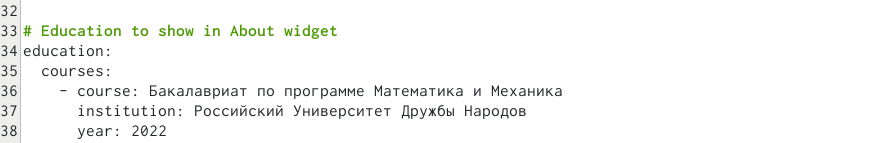 32
33 # Education to show in About widget
34 education:
35   courses:
36     - course: Бакалавриат по программе Математика и Механика
37       institution: Российский Университет Дружбы Народов
38       year: 2022